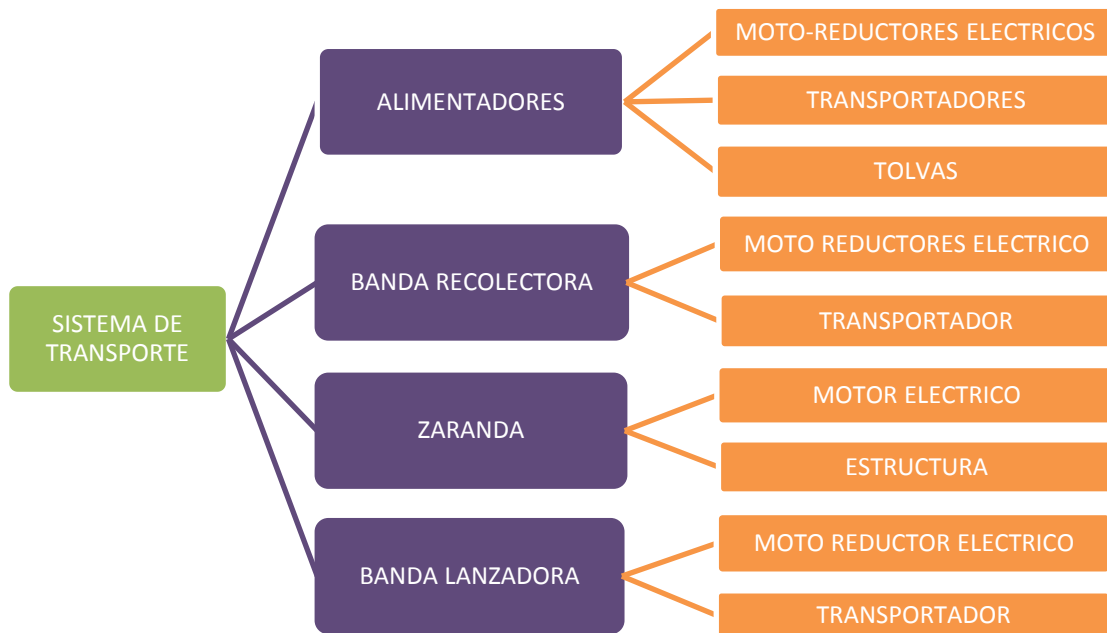 SISTEMA DE
TRANSPORTE
ALIMENTADORES
MOTO-REDUCTORES ELECTRICOS
TRANSPORTADORES
TOLVAS
BANDA RECOLECTORA
MOTO REDUCTORES ELECTRICO
TRANSPORTADOR
ZARANDA
MOTOR ELECTRICO
ESTRUCTURA
BANDA LANZADORA
MOTO REDUCTOR ELECTRICO
TRANSPORTADOR